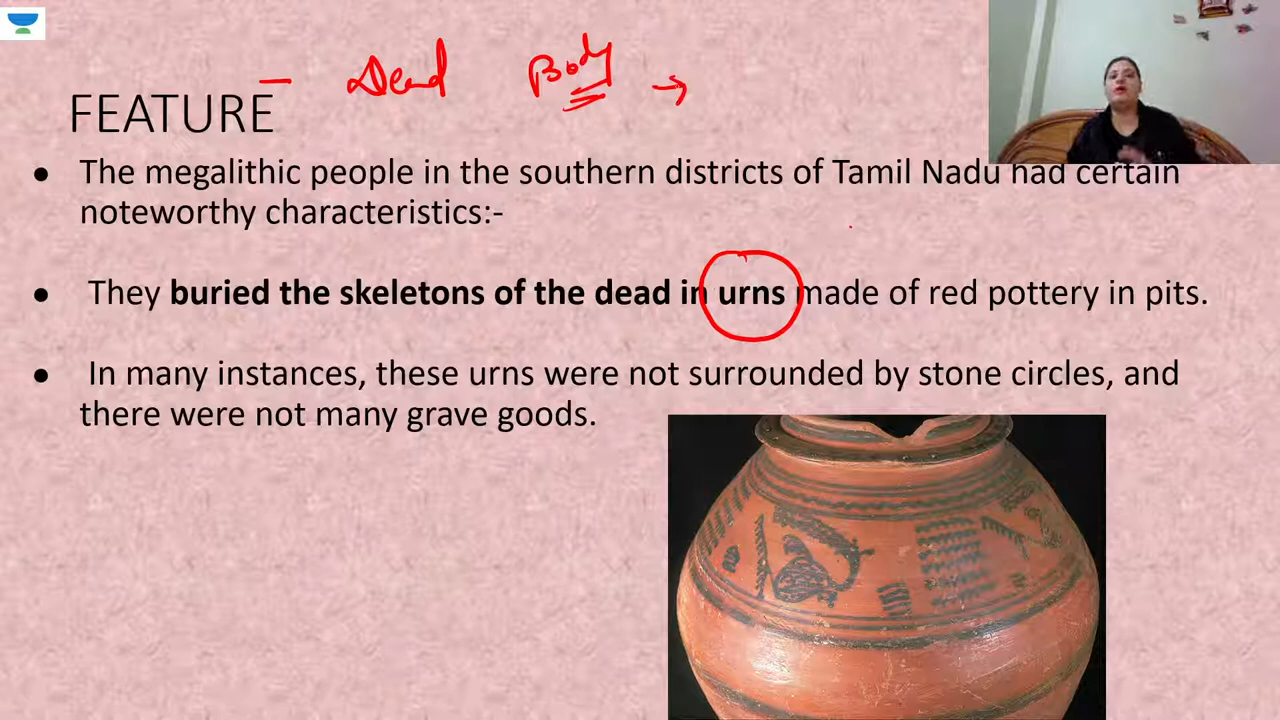 - Dead Body →
FEATURE
• The megalithic people in the southern districts of Tamil Nadu had certain
noteworthy characteristics:-
• They buried the skeletons of the dead in urns made of red pottery in pits.
• In many instances, these urns were not surrounded by stone circles, and
there were not many grave goods.